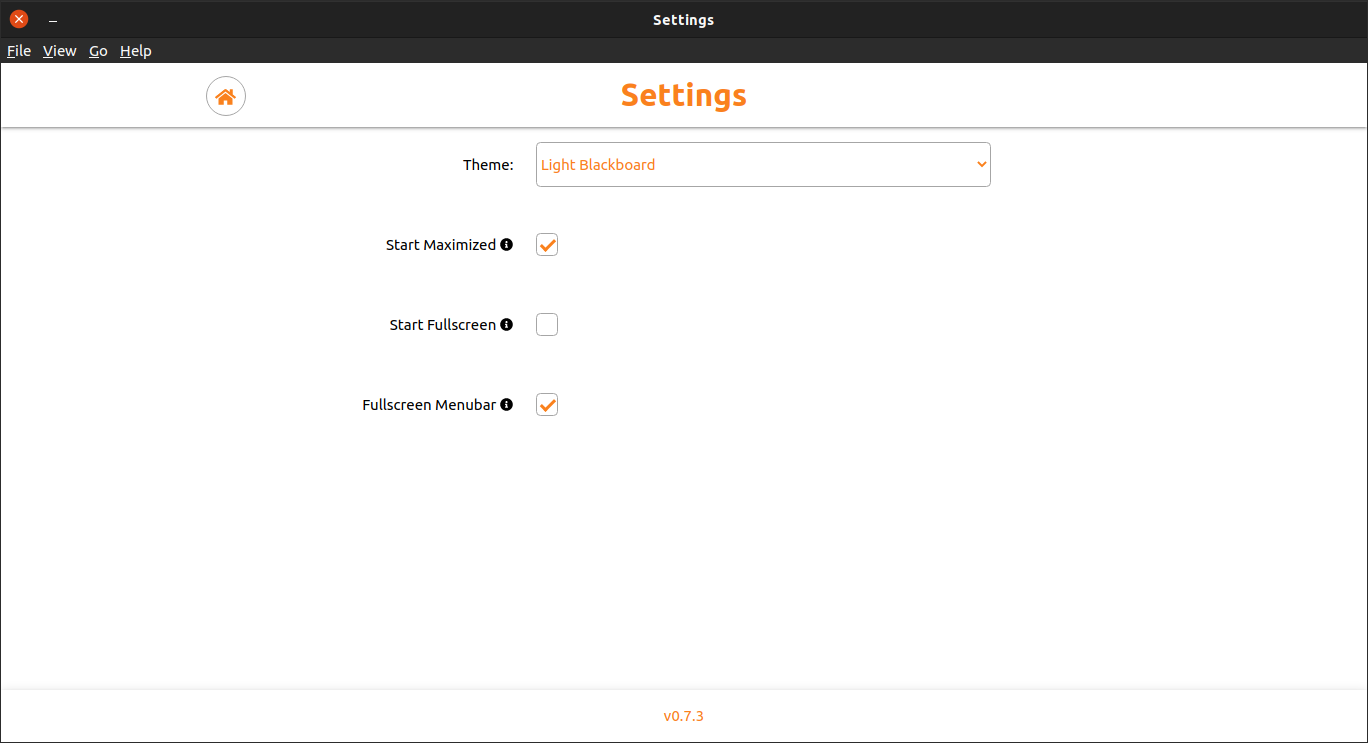 Settings
File View Go Help
Settings
Theme: Light Blackboard
Start Maximized
Start Fullscreen
Fullscreen Menubar
v0.7.3